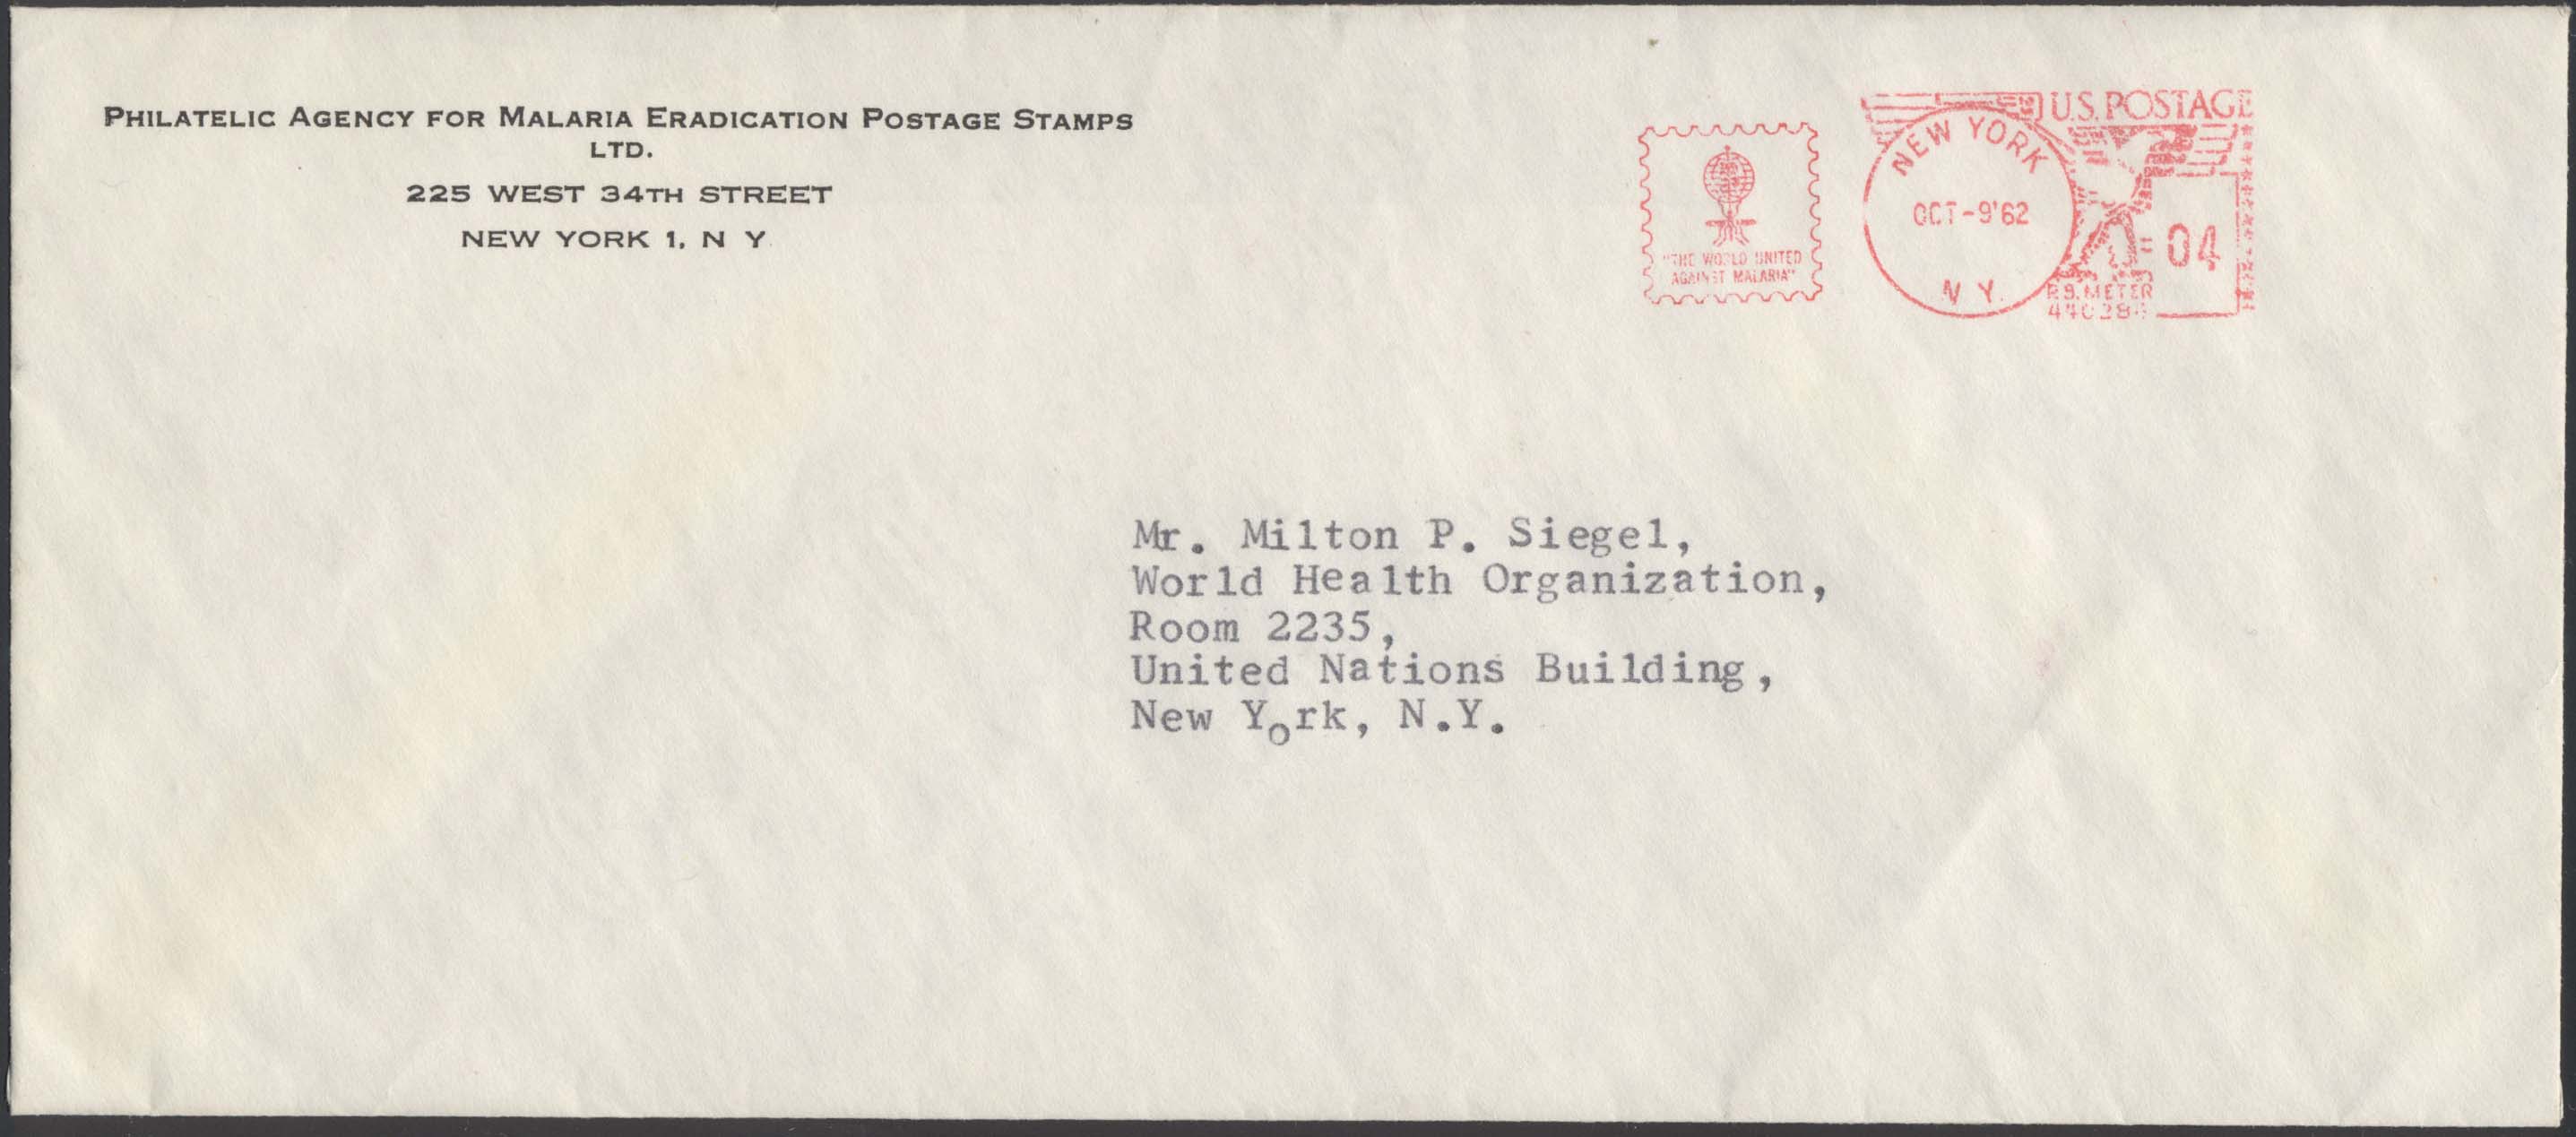 PHILATELIC AGENCY FOR MALARIA ERADICATION POSTAGE STAMPS
LTD.
225 WEST 34TH STREET
NEW YORK 1, N Y
"THE WORLD UNITED
AGAINST MALARIA"
NEW YORK
OCT-9'62
N Y.
U.S. POSTAGE
04
P.B. METER
Mr. Milton P. Siegel,
World Health Organization,
Room 2235,
United Nations Building,
New York, N.Y.